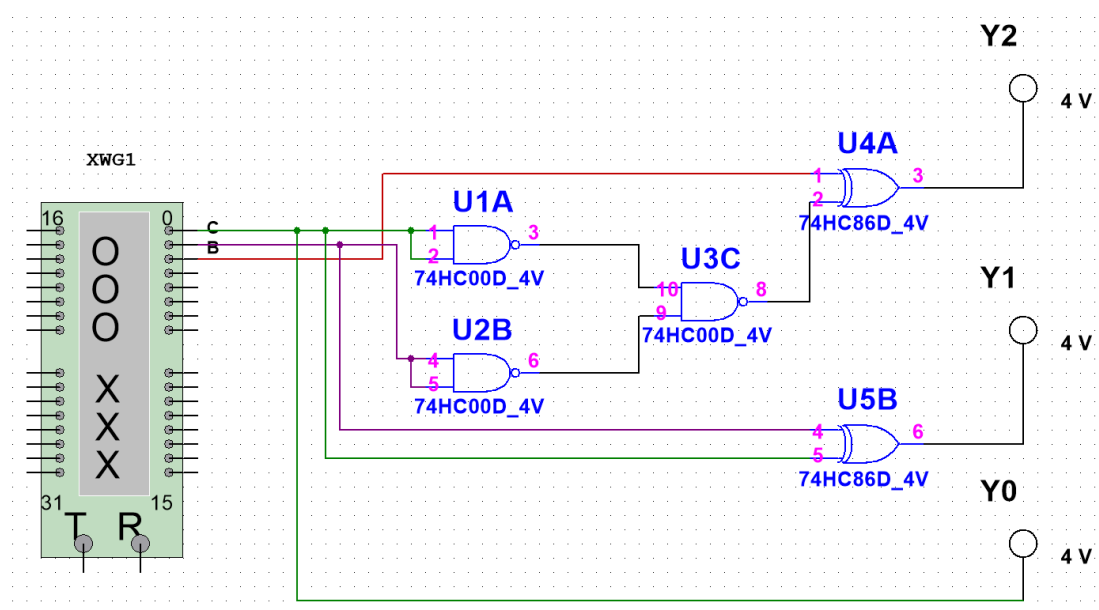 Y2
4 V
U4A
1
3
2
74HC86D_4V
XWG1
16
0
C
B
O
O
O
X
X
X
31
15
T
R
U1A
1
3
2
74HC00D_4V
U3C
10
8
9
74HC00D_4V
U2B
4
6
5
74HC00D_4V
Y1
4 V
U5B
4
6
5
74HC86D_4V
Y0
4 V